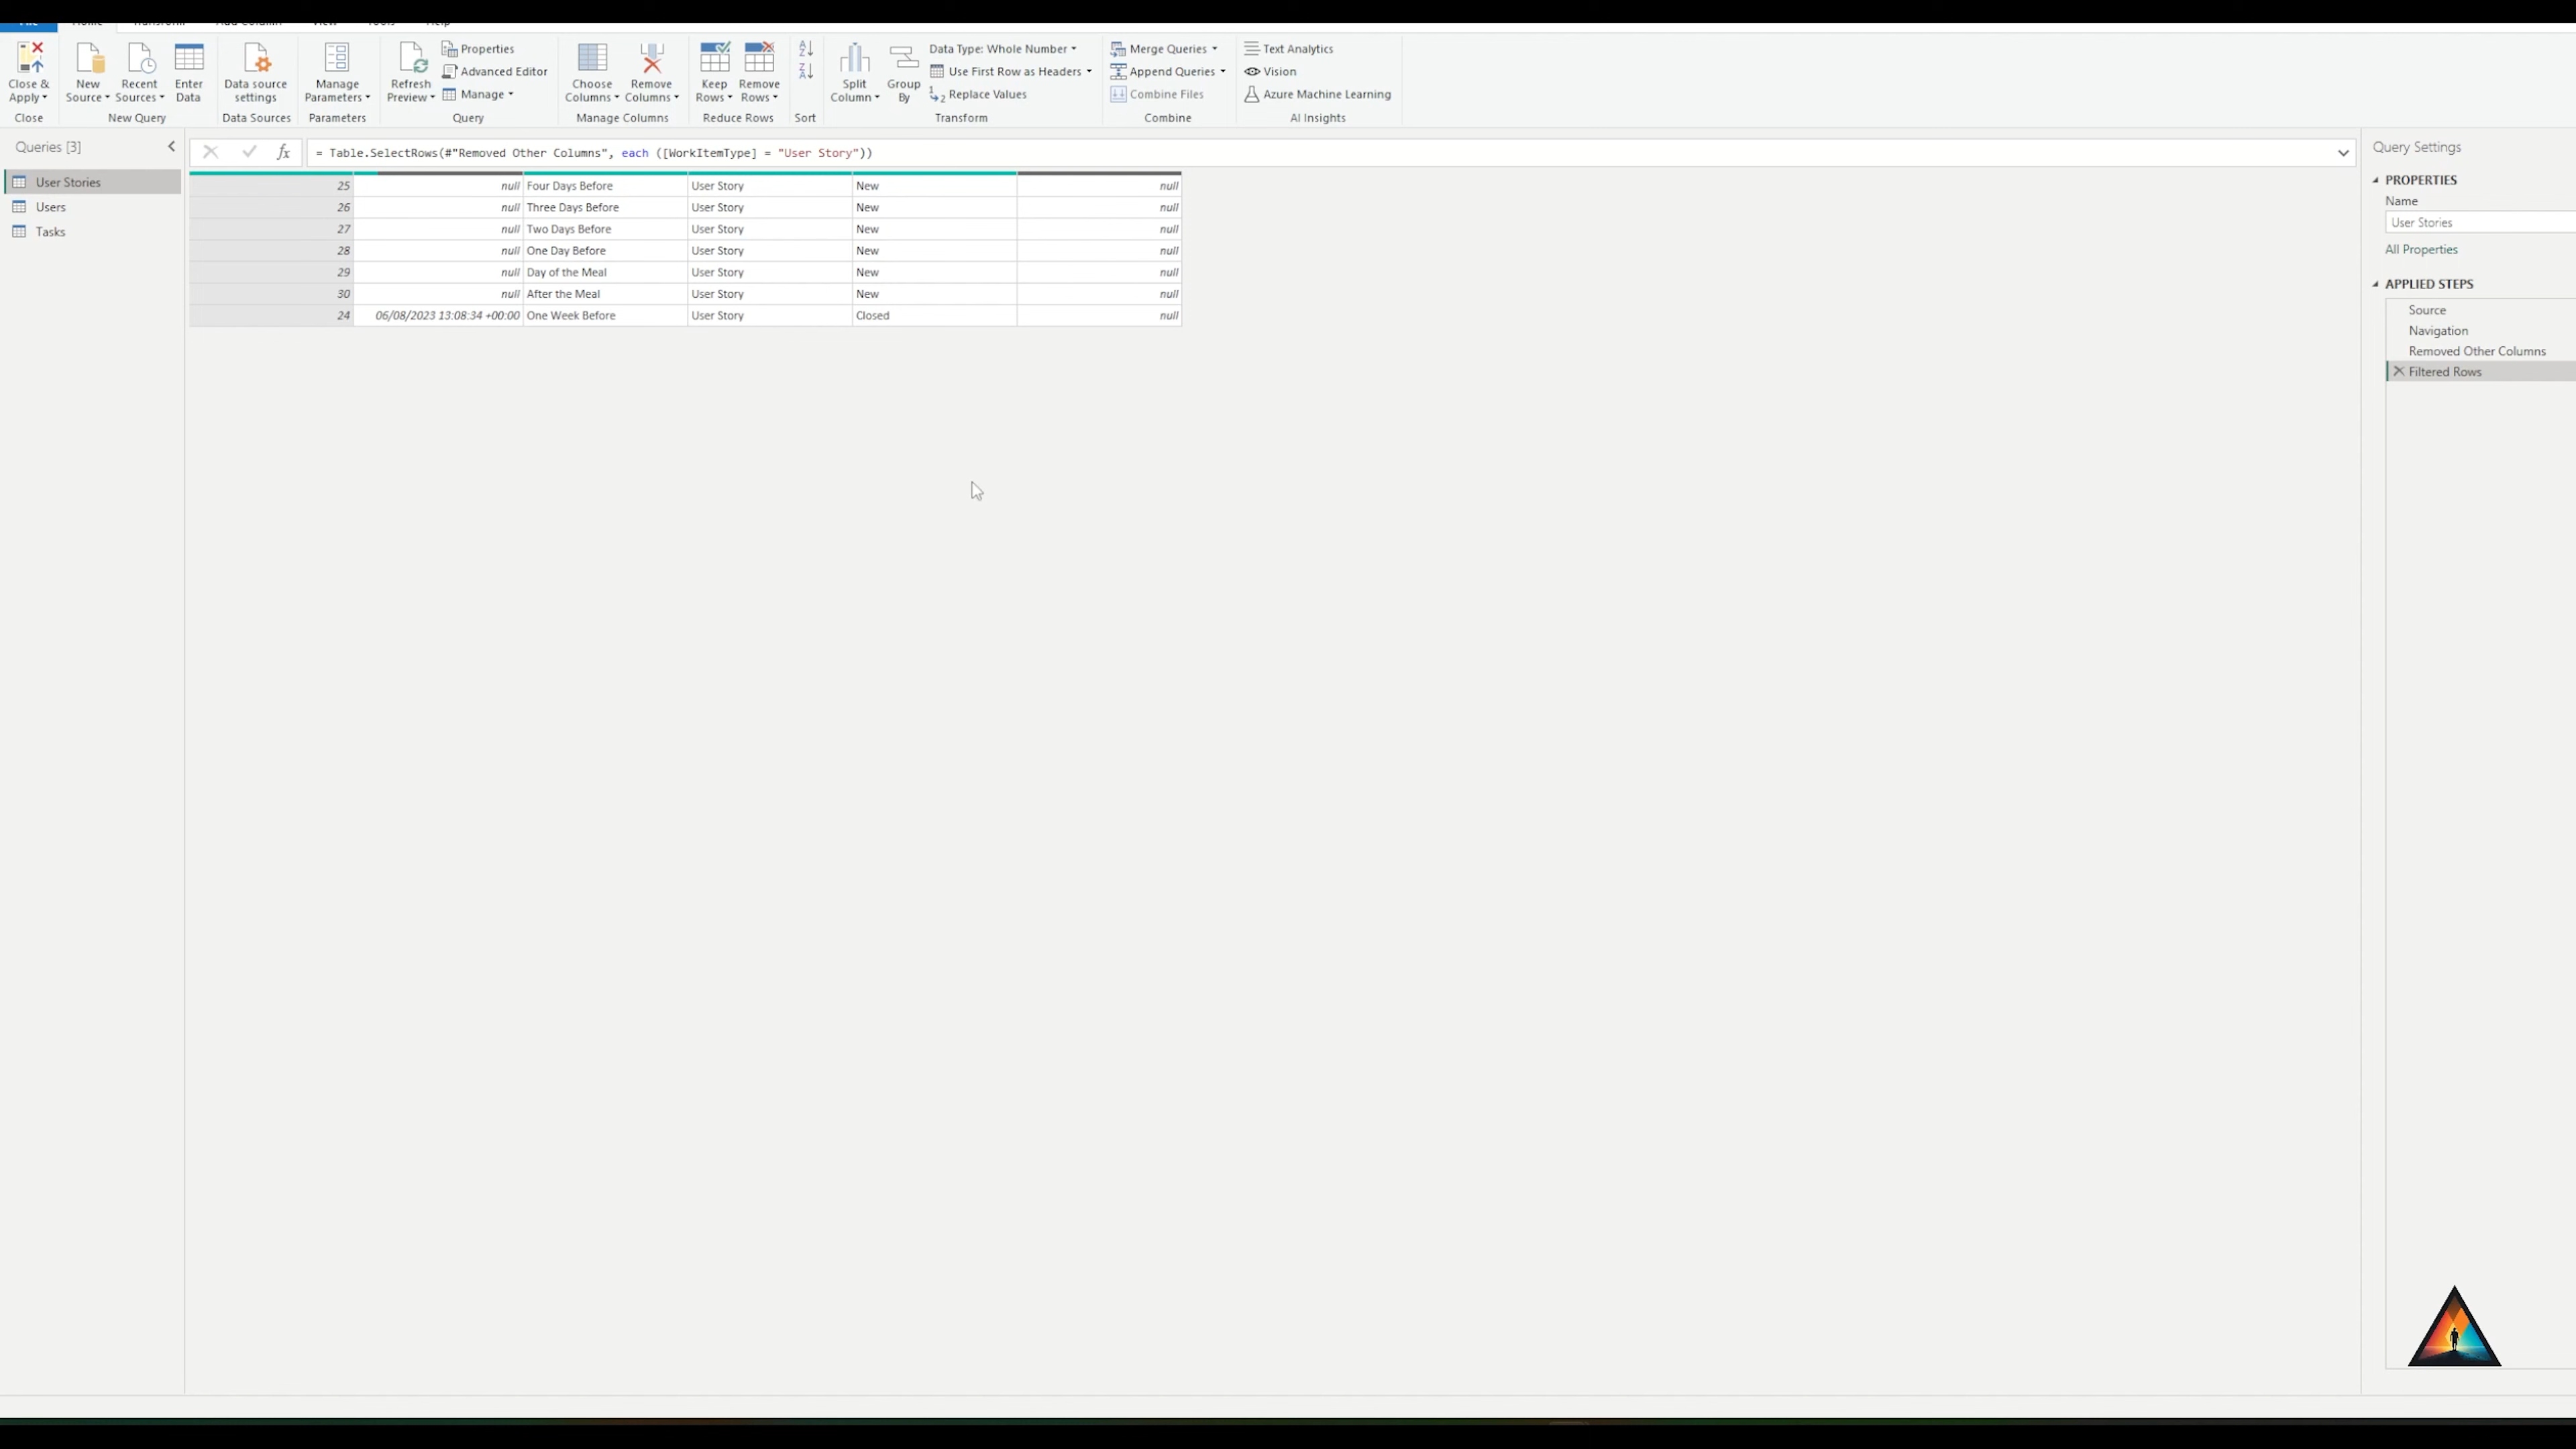 File Home Transform Add Column View Tools Help
Close & Apply
New Source
Recent Sources
Enter Data
Data source settings
Manage Parameters
Refresh Preview
Properties
Advanced Editor
Manage
Choose Columns
Remove Columns
Keep Rows
Remove Rows
Split Column
Group By
Data Type: Whole Number
Use First Row as Headers
Replace Values
Merge Queries
Append Queries
Combine Files
Text Analytics
Vision
Azure Machine Learning
Close New Query Data Sources Parameters Query Manage Columns Reduce Rows Sort Transform Combine AI Insights
Queries [3]
User Stories
Users
Tasks
fx = Table.SelectRows(#"Removed Other Columns", each ([WorkItemType] = "User Story"))
25 null Four Days Before User Story New null
26 null Three Days Before User Story New null
27 null Two Days Before User Story New null
28 null One Day Before User Story New null
29 null Day of the Meal User Story New null
30 null After the Meal User Story New null
24 06/08/2023 13:08:34 +00:00 One Week Before User Story Closed null
Query Settings
PROPERTIES
Name
User Stories
All Properties
APPLIED STEPS
Source
Navigation
Removed Other Columns
Filtered Rows